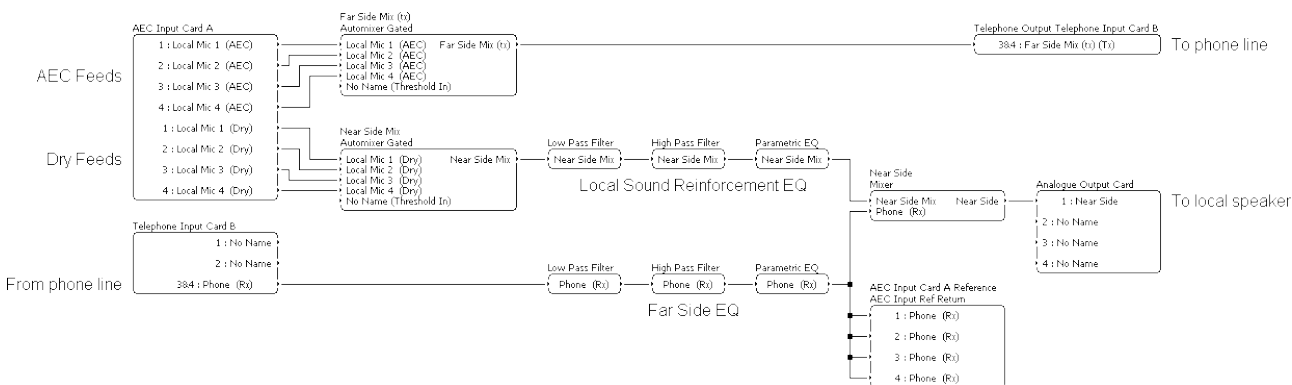 AEC Input Card A
1 : Local Mic 1 (AEC)
2 : Local Mic 2 (AEC)
3 : Local Mic 3 (AEC)
4 : Local Mic 4 (AEC)
1 : Local Mic 1 (Dry)
2 : Local Mic 2 (Dry)
3 : Local Mic 3 (Dry)
4 : Local Mic 4 (Dry)
AEC Feeds
Dry Feeds
Far Side Mix (tx)
Automixer Gated
Local Mic 1 (AEC) Far Side Mix (tx)
Local Mic 2 (AEC)
Local Mic 3 (AEC)
Local Mic 4 (AEC)
No Name (Threshold In)
Telephone Output Telephone Input Card B
384 : Far Side Mix (tx) (Tx)
To phone line
Near Side Mix
Automixer Gated
Local Mic 1 (Dry) Near Side Mix
Local Mic 2 (Dry)
Local Mic 3 (Dry)
Local Mic 4 (Dry)
No Name (Threshold In)
Low Pass Filter
Near Side Mix
High Pass Filter
Near Side Mix
Parametric EQ
Near Side Mix
Local Sound Reinforcement EQ
Near Side
Mixer
Near Side Mix Near Side
Phone (Rx)
Analogue Output Card
1 : Near Side
2 : No Name
3 : No Name
4 : No Name
To local speaker
Telephone Input Card B
1 : No Name
2 : No Name
384 : Phone (Rx)
From phone line
Low Pass Filter
Phone (Rx)
High Pass Filter
Phone (Rx)
Parametric EQ
Phone (Rx)
Far Side EQ
AEC Input Card A Reference
AEC Input Ref Return
1 : Phone (Rx)
2 : Phone (Rx)
3 : Phone (Rx)
4 : Phone (Rx)